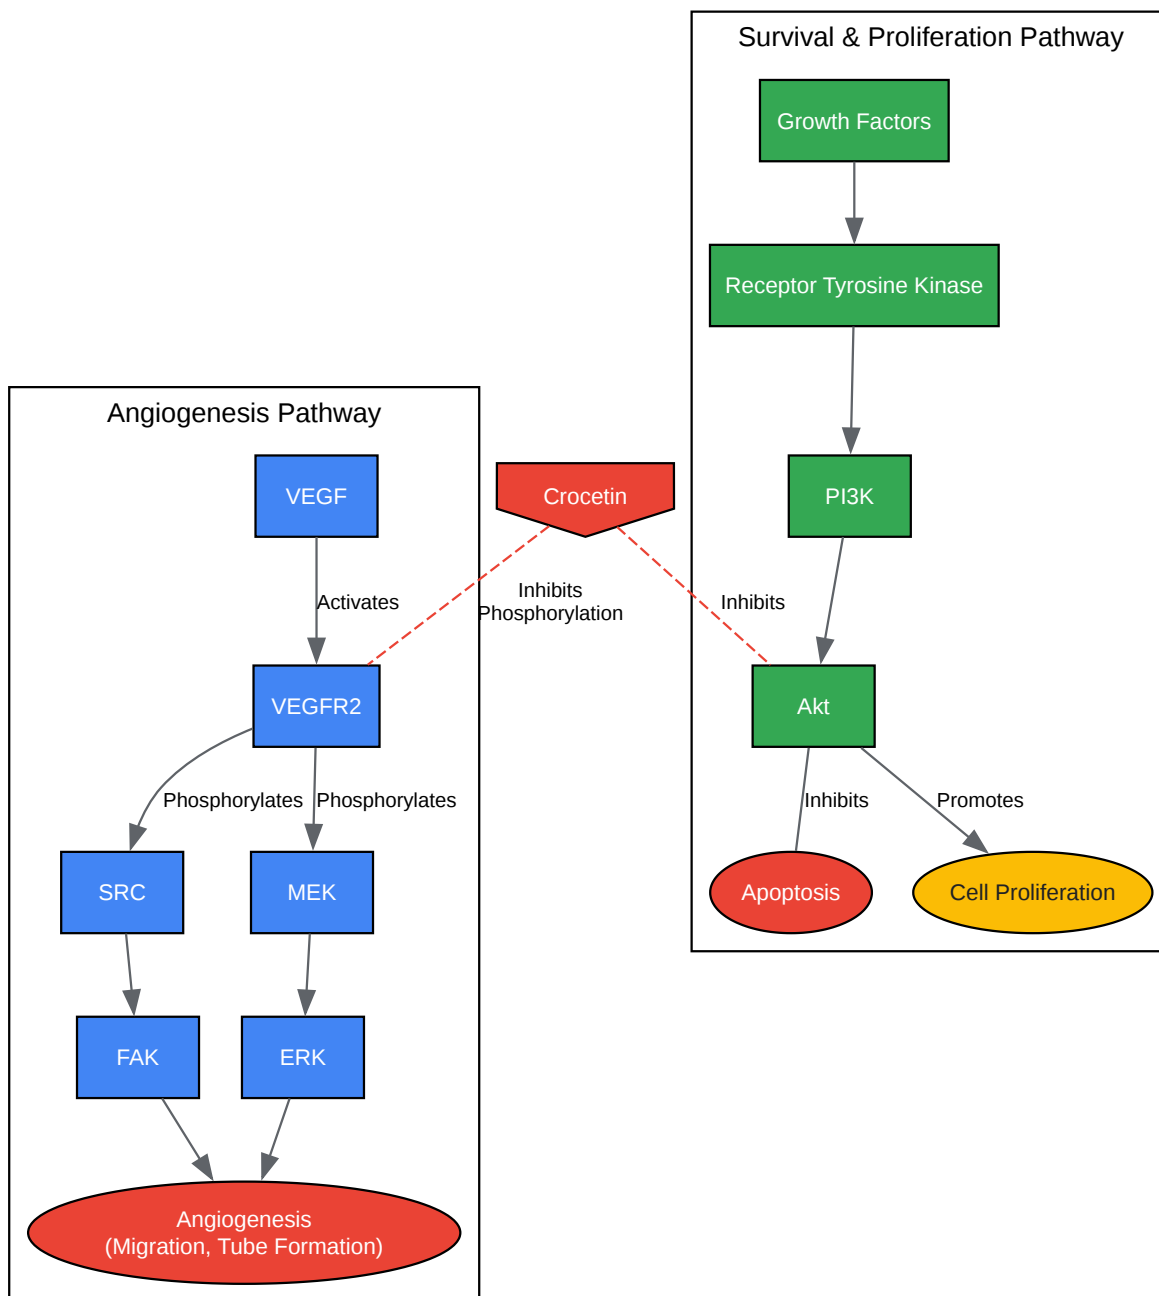 Survival & Proliferation Pathway
Growth Factors
Receptor Tyrosine Kinase
PI3K
Akt
Inhibits
Promotes
Apoptosis
Cell Proliferation
Crocetin
Inhibits
Phosphorylation
Inhibits
Angiogenesis Pathway
VEGF
Activates
VEGFR2
Phosphorylates
Phosphorylates
SRC
MEK
FAK
ERK
Angiogenesis
(Migration, Tube Formation)